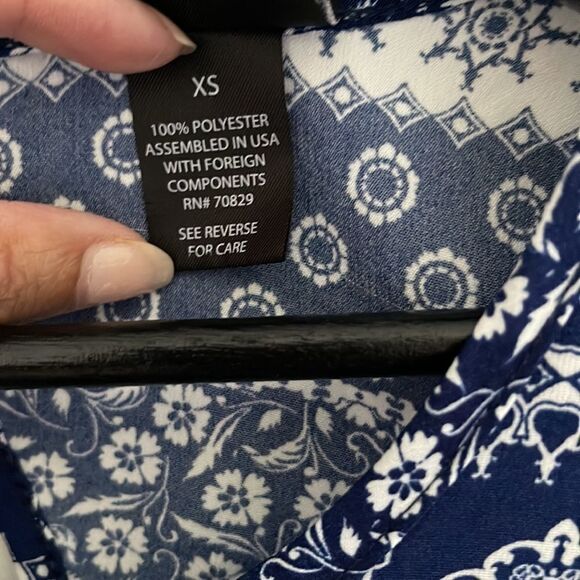 XS
100% POLYESTER
ASSEMBLED IN USA
WITH FOREIGN
COMPONENTS
RN# 70829
SEE REVERSE
FOR CARE